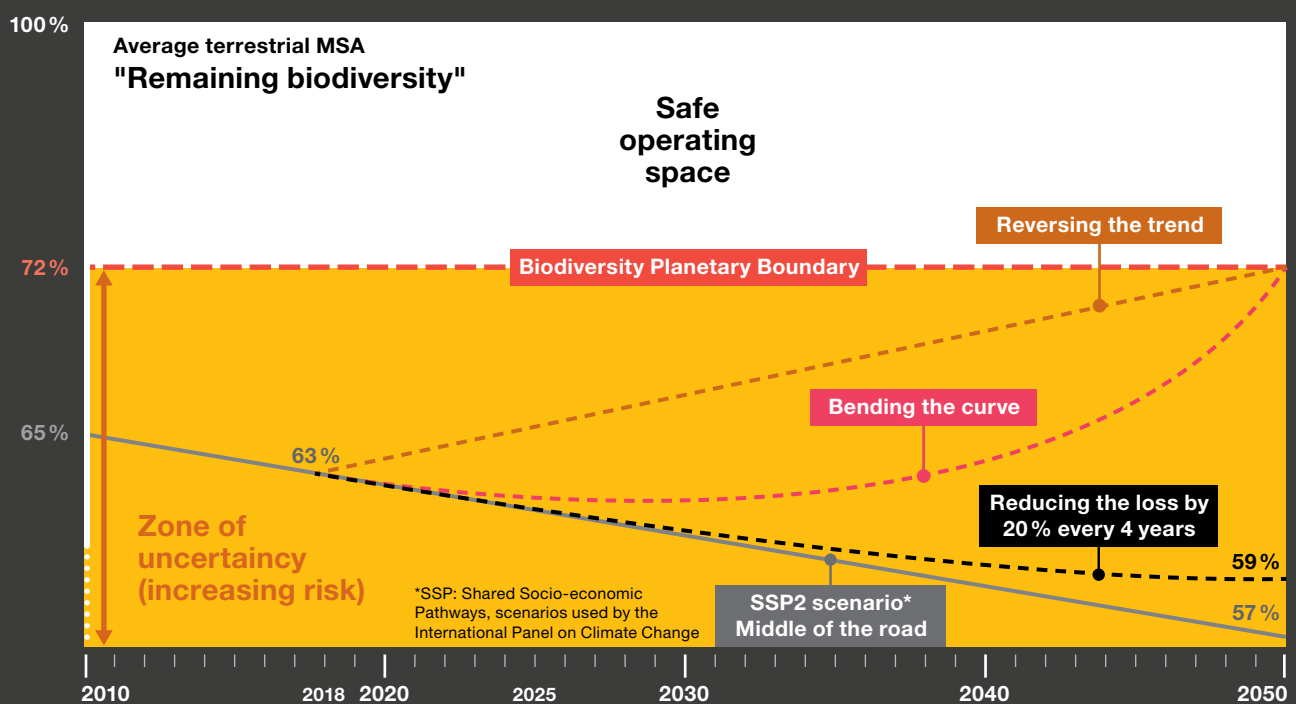 100 %
Average terrestrial MSA
"Remaining biodiversity"
Safe
operating
space
Reversing the trend
72 %
Biodiversity Planetary Boundary
Bending the curve
65 %
63 %
Reducing the loss by
20 % every 4 years
Zone of
uncertaincy
(increasing risk)
59 %
*SSP: Shared Socio-economic
Pathways, scenarios used by the
International Panel on Climate Change
SSP2 scenario*
Middle of the road
57 %
2010 2018 2020 2025 2030 2040 2050